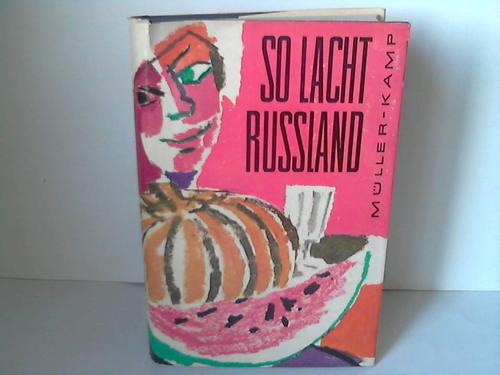 SO LACHT
RUSSLAND
MÜLLER-KAMP